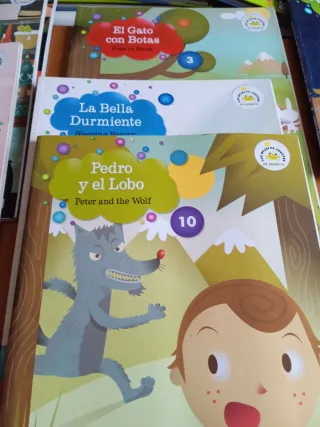 El Gato
con Botas
Puss in Boots
3
La Bella
Durmiente
Sleeping Beauty
Pedro
y el Lobo
Peter and the Wolf
10